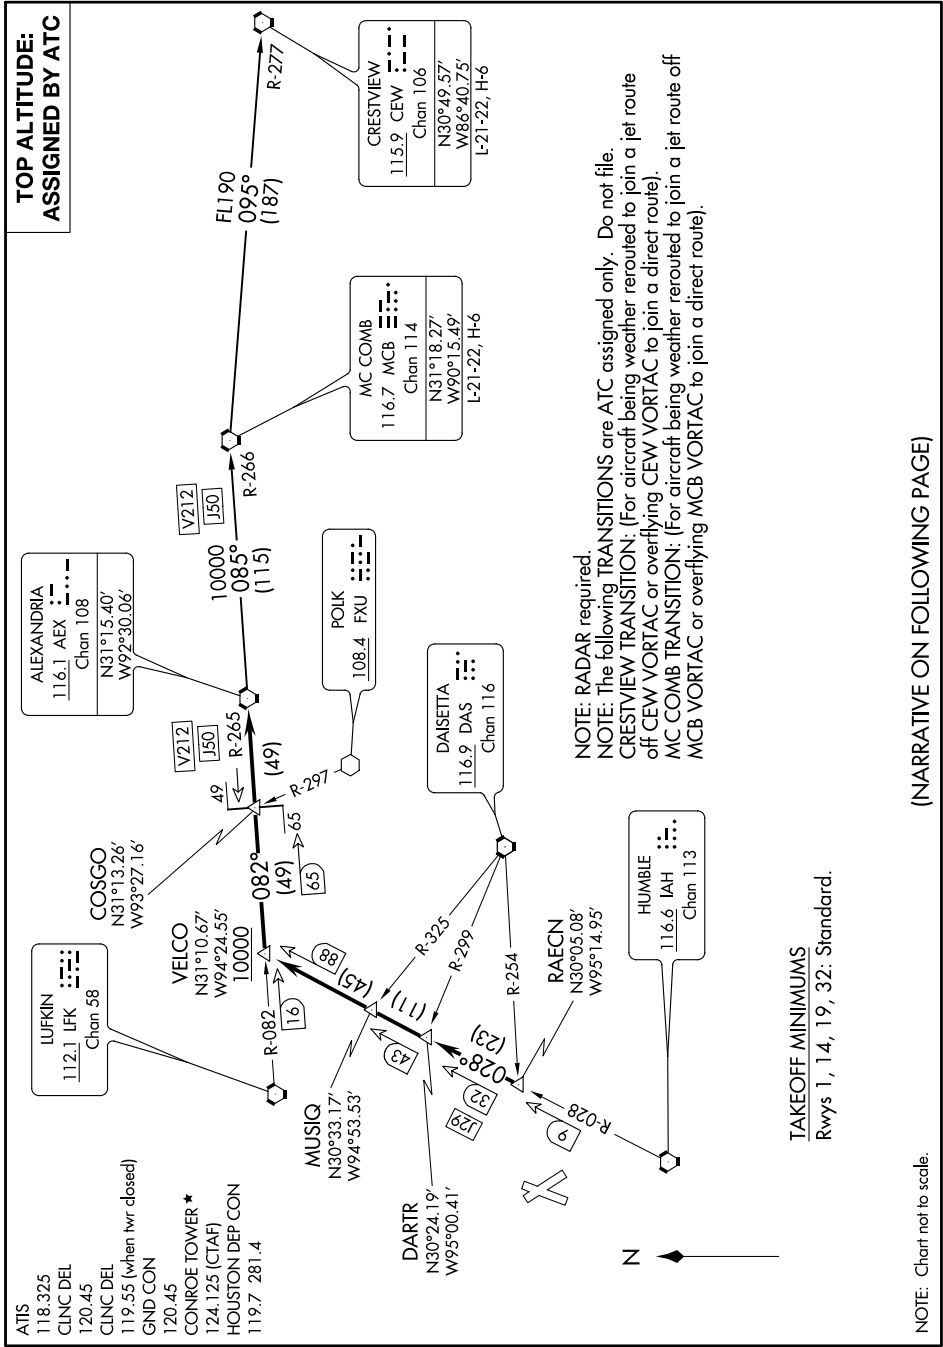 TOP ALTITUDE:
ASSIGNED BY ATC
ATIS
118.325
CLNC DEL
120.45
CLNC DEL
119.55 (when twr closed)
GND CON
120.45
CONROE TOWER ★
124.125 (CTAF)
HOUSTON DEP CON
119.7 281.4
LUFKIN
112.1 LFK
Chan 58
R-082
16
VELCO
N31°10.67'
W94°24.55'
10000
COSGO
N31°13.26'
W93°27.16'
082°
(49)
65
65
49
R-265
(49)
V212
J50
ALEXANDRIA
116.1 AEX
Chan 108
N31°15.40'
W92°30.06'
10000
085°
(115)
V212
J50
R-266
MC COMB
116.7 MCB
Chan 114
N31°18.27'
W90°15.49'
L-21-22, H-6
FL190
095°
(187)
R-277
CRESTVIEW
115.9 CEW
Chan 106
N30°49.57'
W86°40.75'
L-21-22, H-6
POLK
108.4 FXU
R-297
DAISETTA
116.9 DAS
Chan 116
R-325
R-299
R-254
88
(45)
MUSIQ
N30°33.17'
W94°53.53'
43
(11)
DARTR
N30°24.19'
W95°00.41'
(23)
028°
32
J29
RAECN
N30°05.08'
W95°14.95'
R-028
9
HUMBLE
116.6 IAH
Chan 113
N
NOTE: RADAR required.
NOTE: The following TRANSITIONS are ATC assigned only. Do not file.
CRESTVIEW TRANSITION: (For aircraft being weather rerouted to join a jet route
off CEW VORTAC or overflying CEW VORTAC to join a direct route).
MC COMB TRANSITION: (For aircraft being weather rerouted to join a jet route off
MCB VORTAC or overflying MCB VORTAC to join a direct route).
TAKEOFF MINIMUMS
Rwys 1, 14, 19, 32: Standard.
(NARRATIVE ON FOLLOWING PAGE)
NOTE: Chart not to scale.